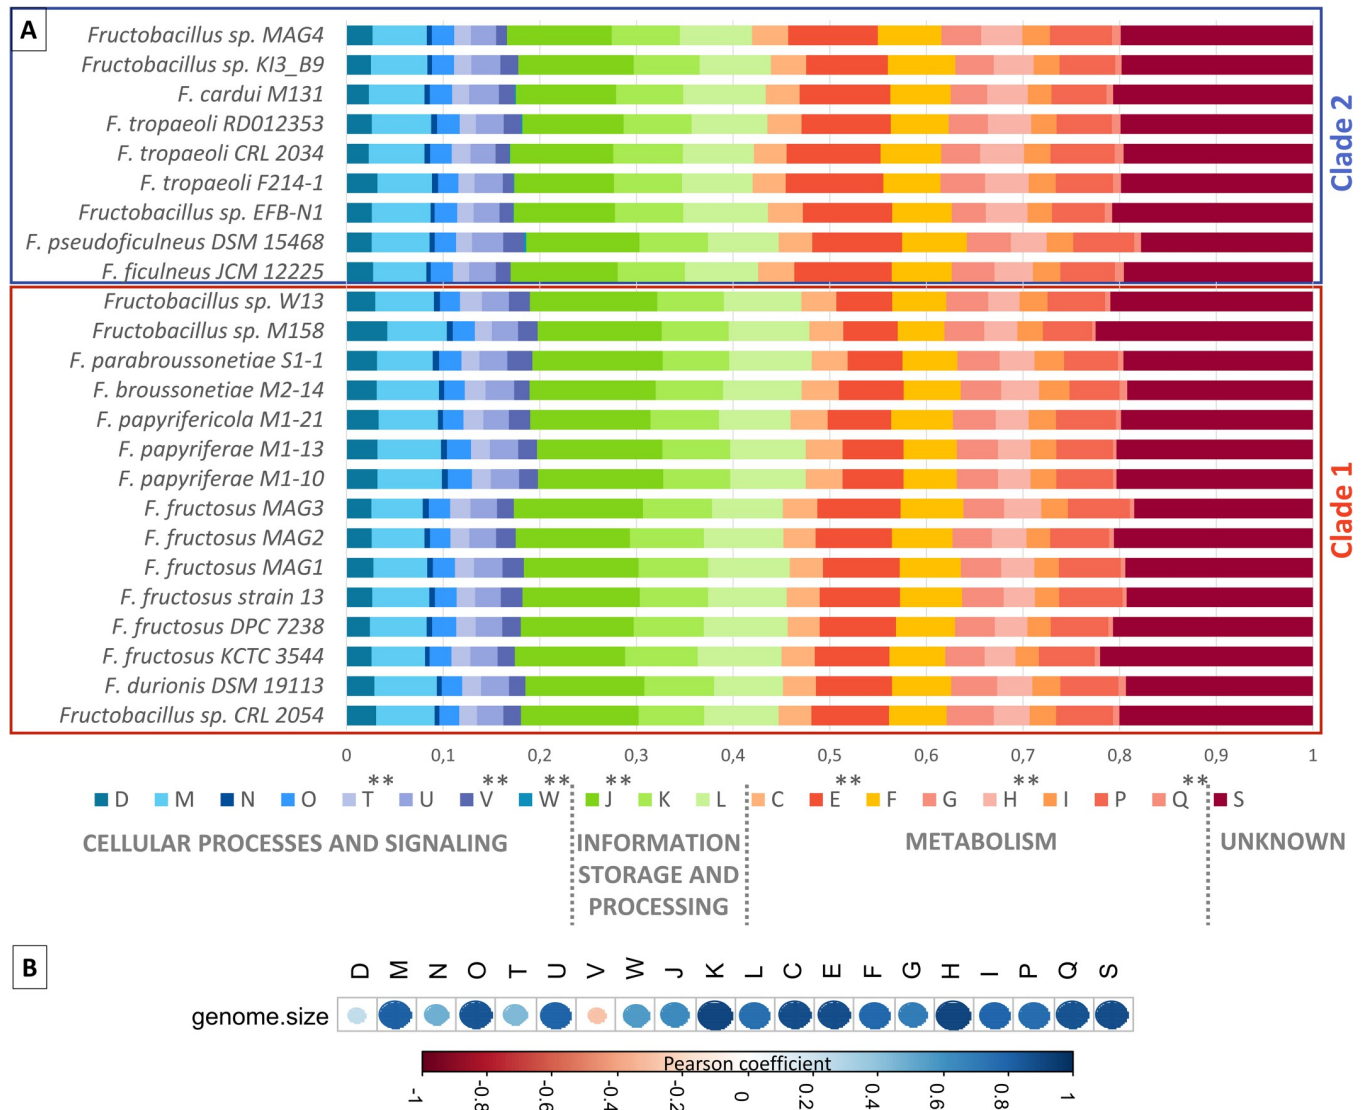 A
Fructobacillus sp. MAG4
Fructobacillus sp. KI3_B9
F. cardui M131
F. tropaeoli RD012353
F. tropaeoli CRL 2034
F. tropaeoli F214-1
Fructobacillus sp. EFB-N1
F. pseudoficulneus DSM 15468
F. ficulneus JCM 12225
Clade 2
Fructobacillus sp. W13
Fructobacillus sp. M158
F. parabroussonetiae S1-1
F. broussonetiae M2-14
F. papyrifericola M1-21
F. papyriferae M1-13
F. papyriferae M1-10
F. fructosus MAG3
F. fructosus MAG2
F. fructosus MAG1
F. fructosus strain 13
F. fructosus DPC 7238
F. fructosus KCTC 3544
F. durionis DSM 19113
Fructobacillus sp. CRL 2054
Clade 1
0 0,1 0,2 0,3 0,4 0,5 0,6 0,7 0,8 0,9 1
** ** ** ** ** ** **
D M N O T U V W J K L C E F G H I P Q S
CELLULAR PROCESSES AND SIGNALING
INFORMATION
STORAGE AND
PROCESSING
METABOLISM
UNKNOWN
B
D M N O T U V W J K L C E F G H I P Q S
genome.size
Pearson coefficient
-1 -0.8 -0.6 -0.4 -0.2 0 0.2 0.4 0.6 0.8 1